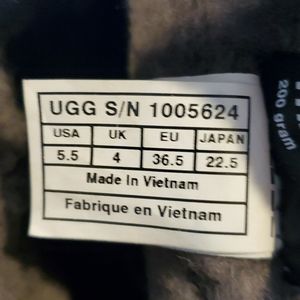 UGG S/N 1005624
USA UK EU JAPAN
5.5 4 36.5 22.5
Made In Vietnam
Fabrique en Vietnam
200 gram